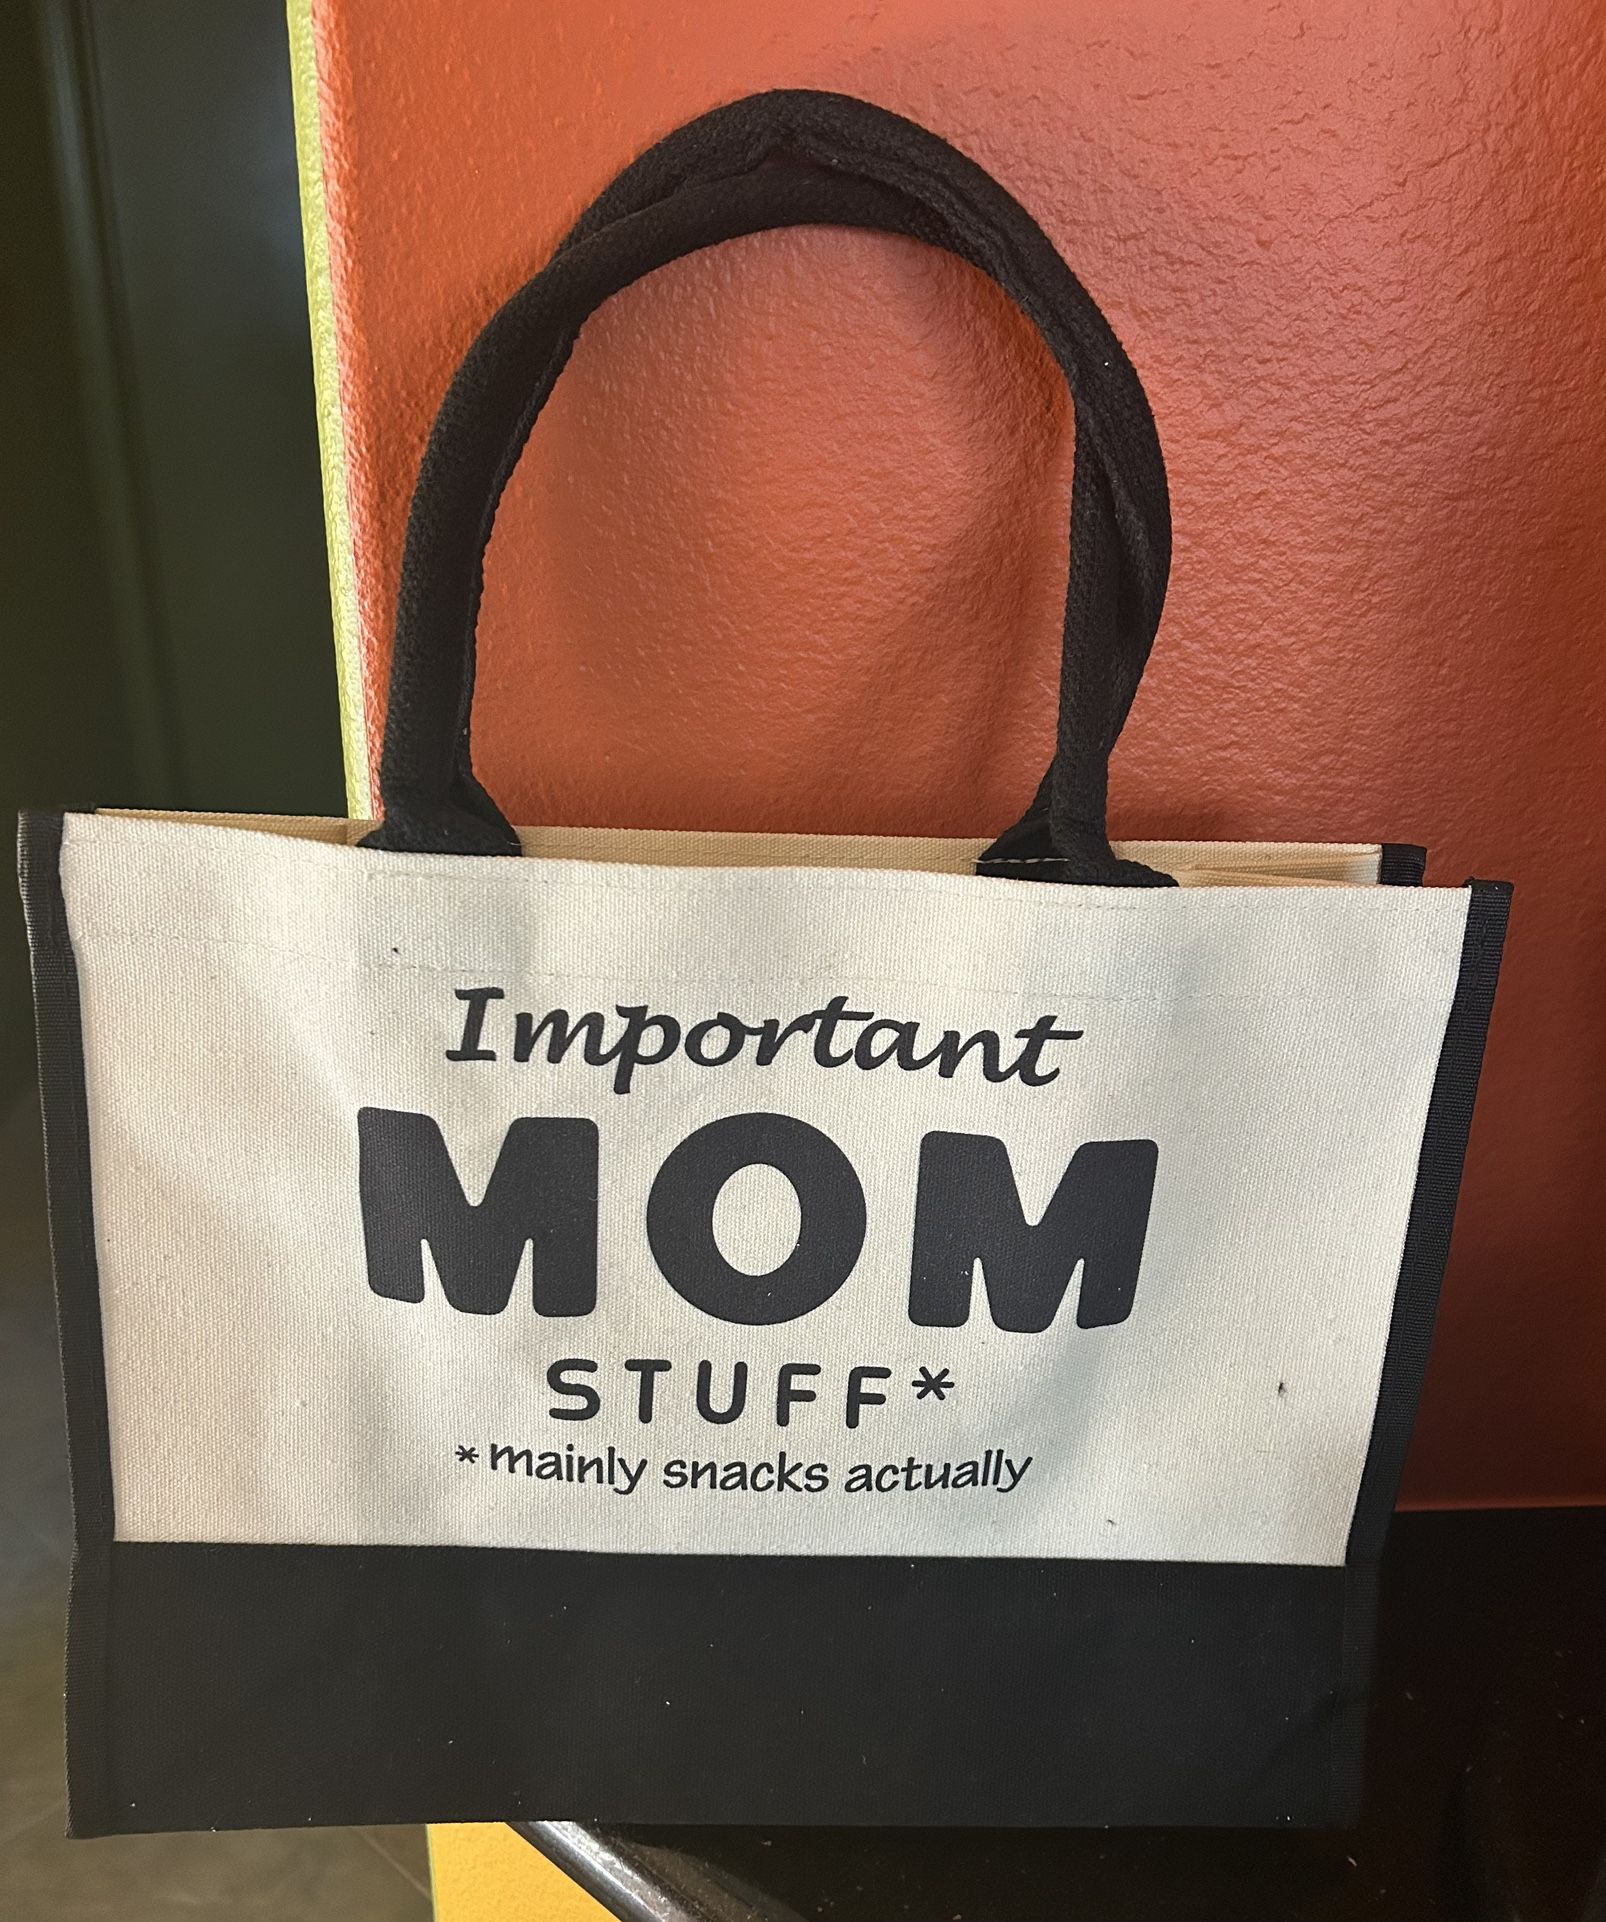 Important
MOM
STUFF*
*mainly snacks actually